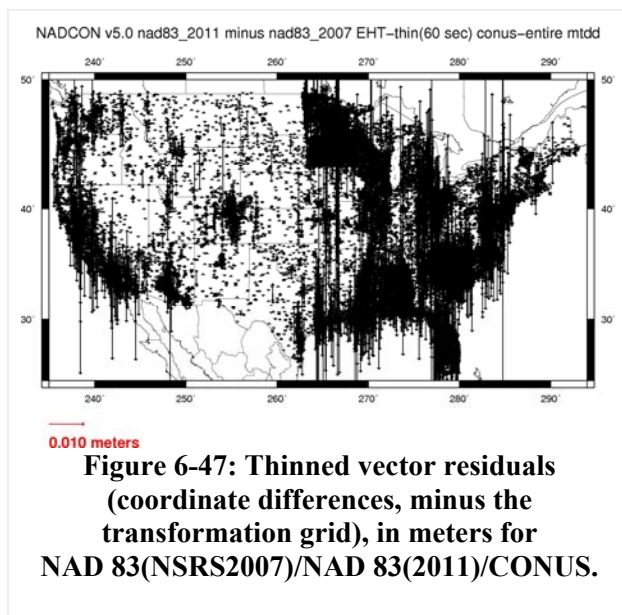 NADCON v5.0 nad83_2011 minus nad83_2007 EHT-thin(60 sec) conus-entire mtdd
240˚ 250˚ 260˚ 270˚ 280˚ 290˚
50˚ 50˚
40˚ 40˚
30˚ 30˚
240˚ 250˚ 260˚ 270˚ 280˚ 290˚
0.010 meters
Figure 6-47: Thinned vector residuals
(coordinate differences, minus the
transformation grid), in meters for
NAD 83(NSRS2007)/NAD 83(2011)/CONUS.